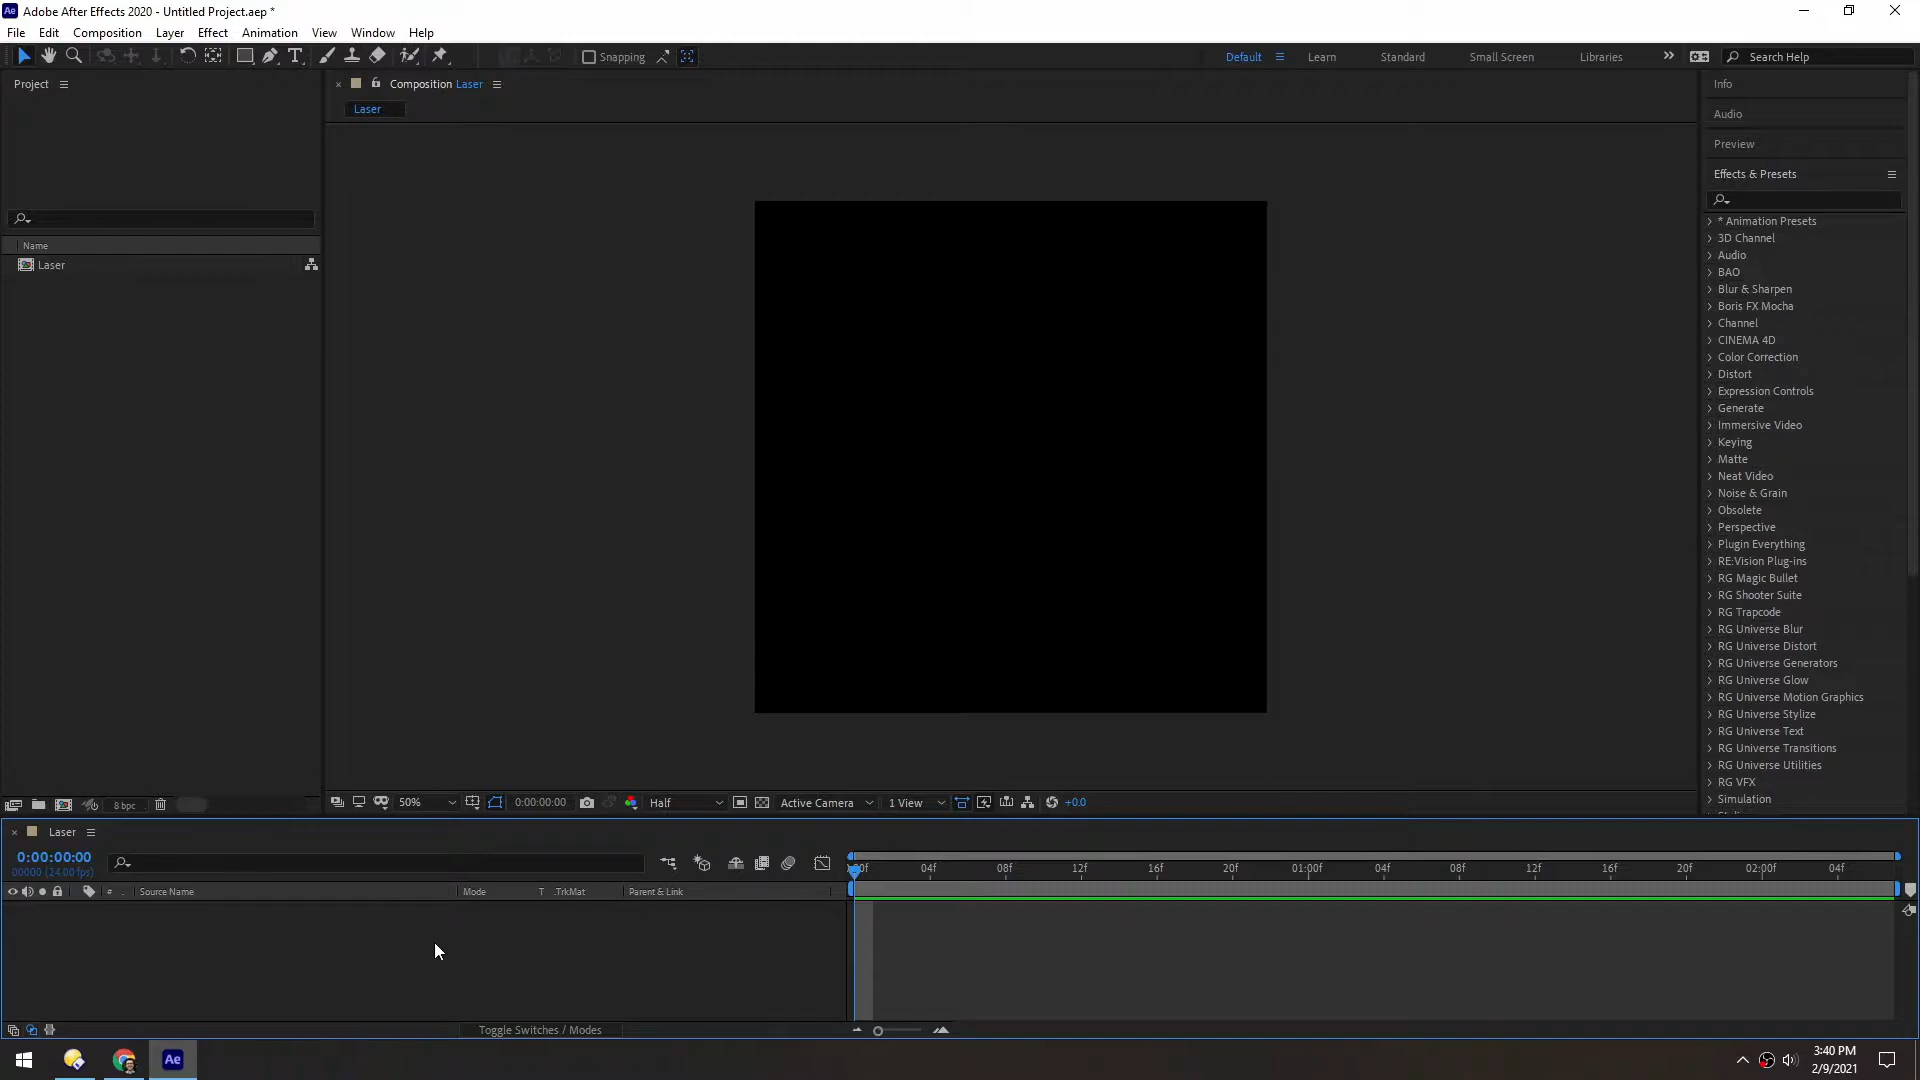 Ae Adobe After Effects 2020 - Untitled Project.aep *
File Edit Composition Layer Effect Animation View Window Help
T Snapping Default Learn Standard Small Screen Libraries Search Help
Project
Composition Laser
Laser
Name
Laser
8 bpc
50% 0:00:00:00 Half Active Camera 1 View +0.0
Info
Audio
Preview
Effects & Presets
* Animation Presets
3D Channel
Audio
BAO
Blur & Sharpen
Boris FX Mocha
Channel
CINEMA 4D
Color Correction
Distort
Expression Controls
Generate
Immersive Video
Keying
Matte
Neat Video
Noise & Grain
Obsolete
Perspective
Plugin Everything
RE:Vision Plug-ins
RG Magic Bullet
RG Shooter Suite
RG Trapcode
RG Universe Blur
RG Universe Distort
RG Universe Generators
RG Universe Glow
RG Universe Motion Graphics
RG Universe Stylize
RG Universe Text
RG Universe Transitions
RG Universe Utilities
RG VFX
Simulation
Laser
0:00:00:00
00000 (24.00 fps)
# Source Name Mode T .TrkMat Parent & Link
04f 08f 12f 16f 20f 01:00f 04f 08f 12f 16f 20f 02:00f 04f
Toggle Switches / Modes
Ae
3:40 PM
2/9/2021